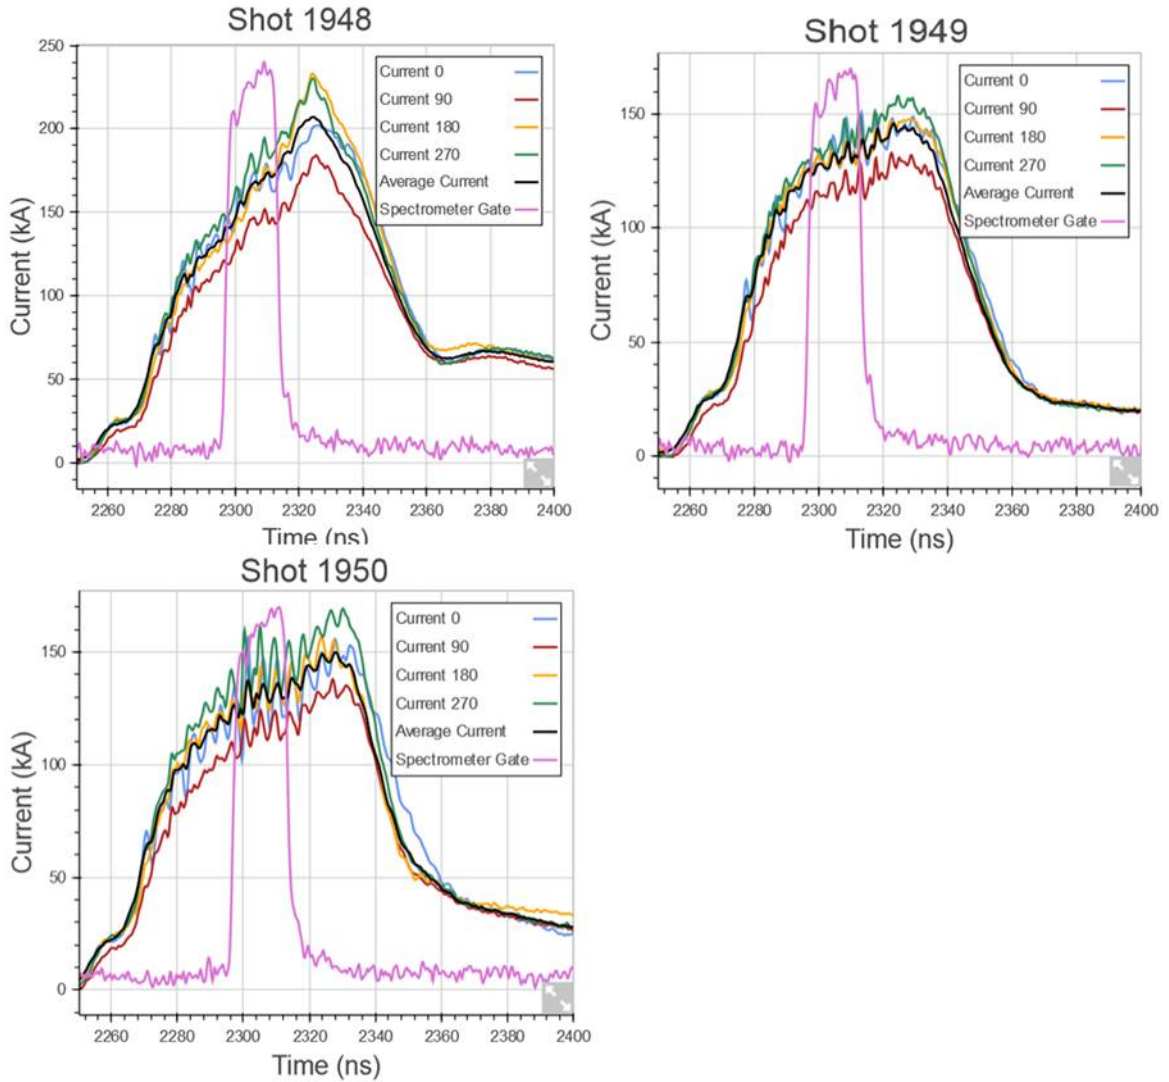 Shot 1948
250
200
150
100
50
0
Current (kA)
Current 0
Current 90
Current 180
Current 270
Average Current
Spectrometer Gate
2260 2280 2300 2320 2340 2360 2380 2400
Time (ns)
Shot 1949
150
100
50
0
Current (kA)
Current 0
Current 90
Current 180
Current 270
Average Current
Spectrometer Gate
2260 2280 2300 2320 2340 2360 2380 2400
Time (ns)
Shot 1950
150
100
50
0
Current (kA)
Current 0
Current 90
Current 180
Current 270
Average Current
Spectrometer Gate
2260 2280 2300 2320 2340 2360 2380 2400
Time (ns)